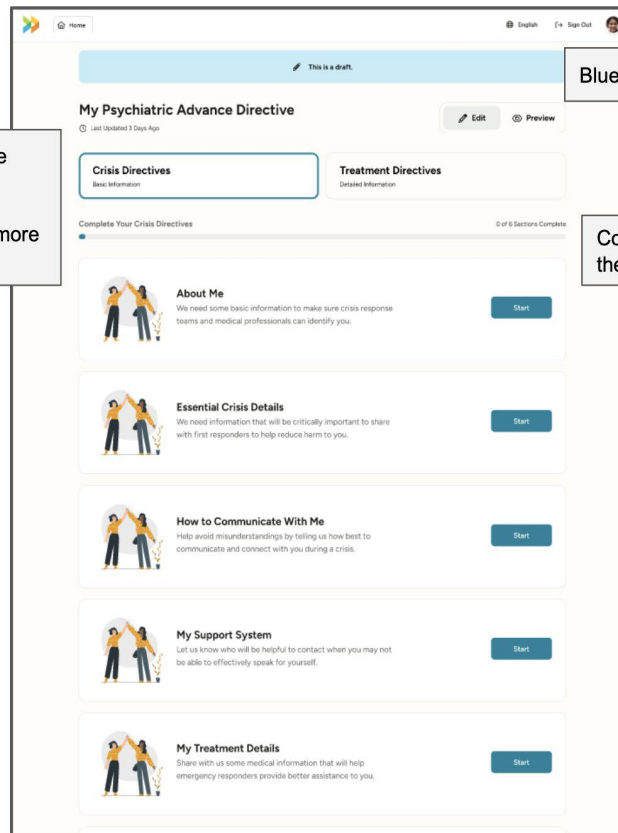 Home
English
Sign Out
This is a draft.
Blue
My Psychiatric Advance Directive
Last Updated 3 Days Ago
Edit
Preview
more
Crisis Directives
Basic Information
Treatment Directives
Detailed Information
Complete Your Crisis Directives
0 of 6 Sections Complete
About Me
We need some basic information to make sure crisis response
teams and medical professionals can identify you.
Start
Essential Crisis Details
We need information that will be critically important to share
with first responders to help reduce harm to you.
Start
How to Communicate With Me
Help avoid misunderstandings by telling us how best to
communicate and connect with you during a crisis.
Start
My Support System
Let us know who will be helpful to contact when you may not
be able to effectively speak for yourself.
Start
My Treatment Details
Share with us some medical information that will help
emergency responders provide better assistance to you.
Start